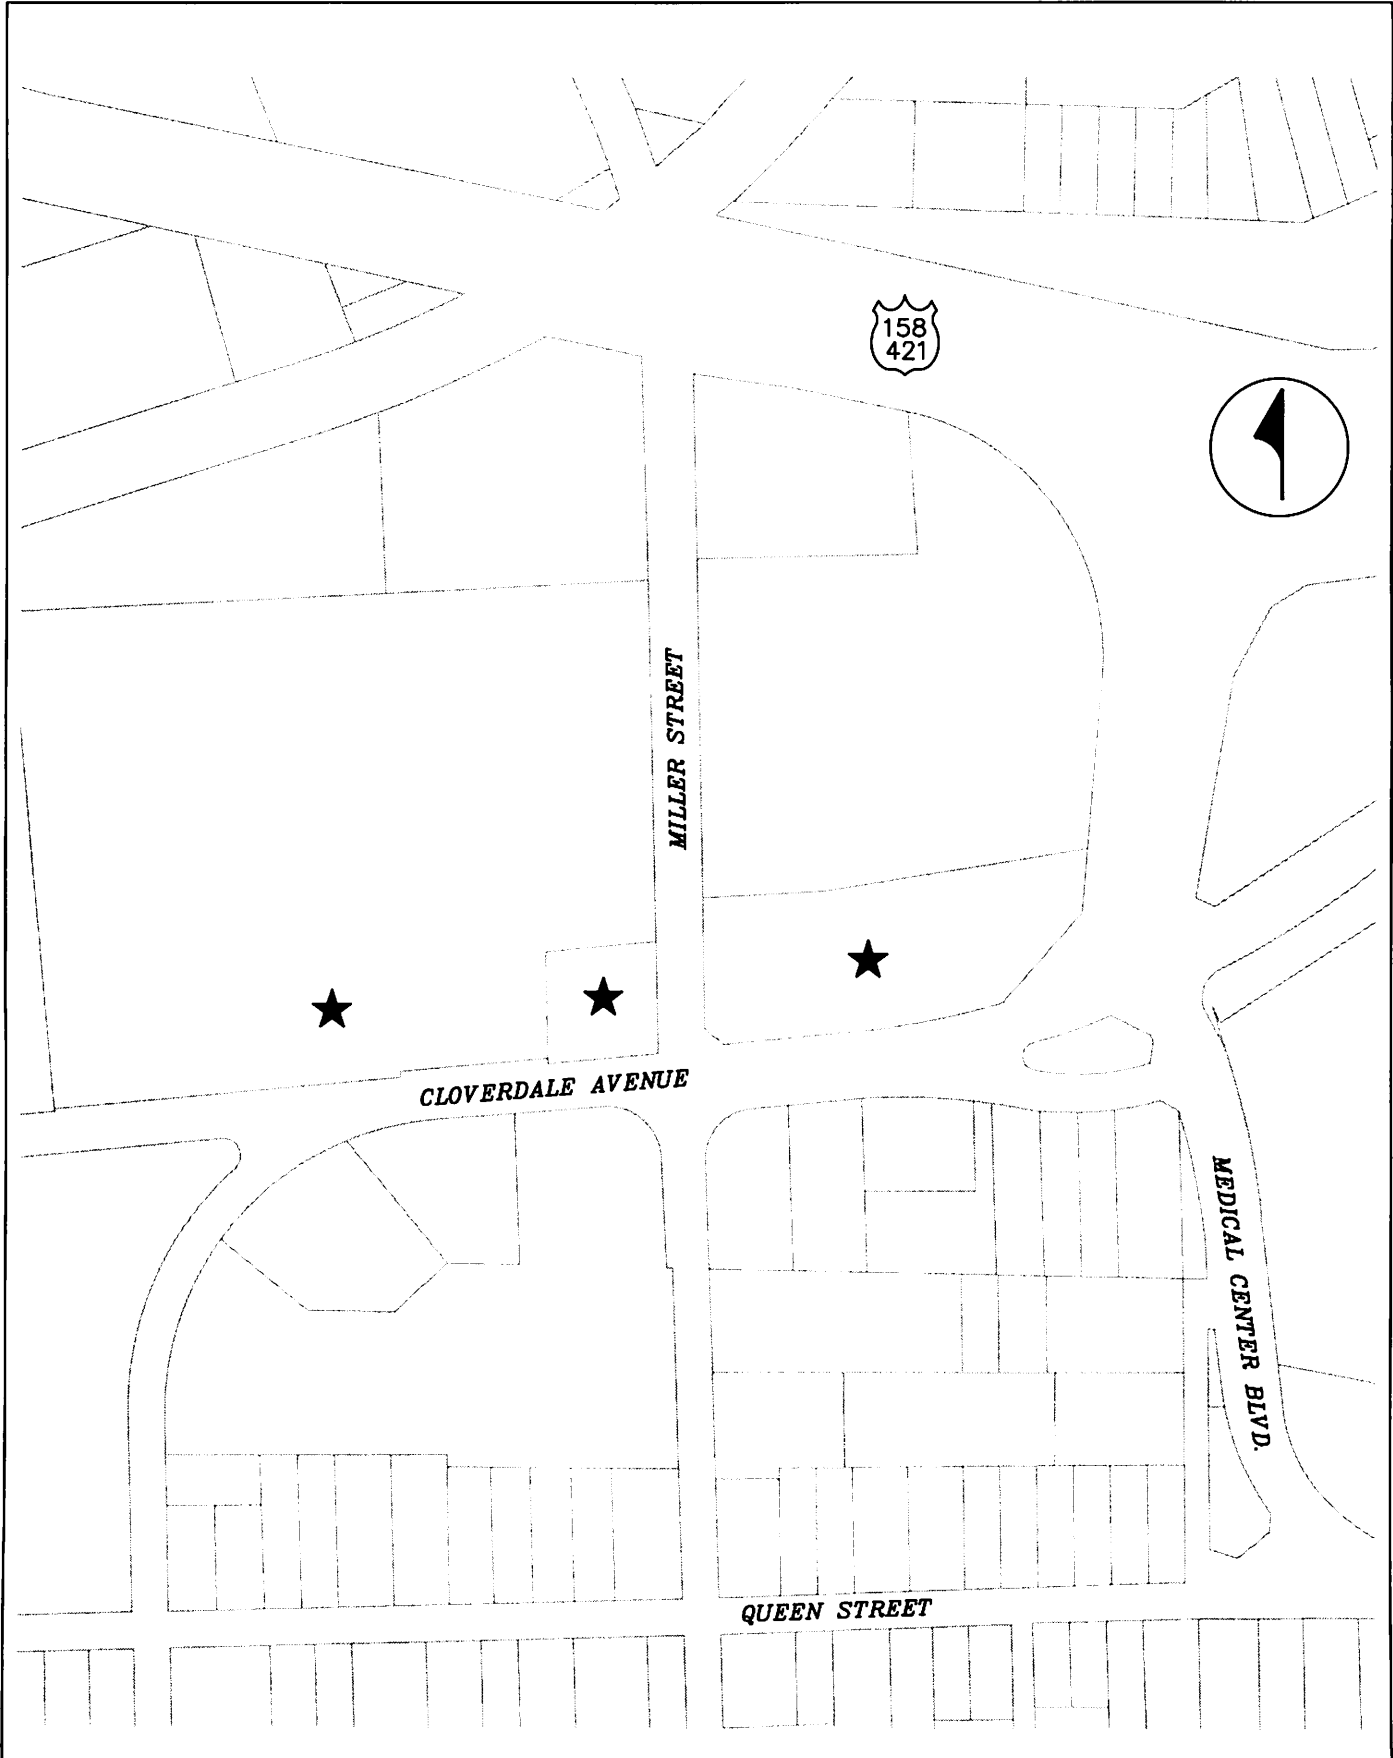 158
421
MILLER STREET
CLOVERDALE AVENUE
MEDICAL CENTER BLVD.
QUEEN STREET